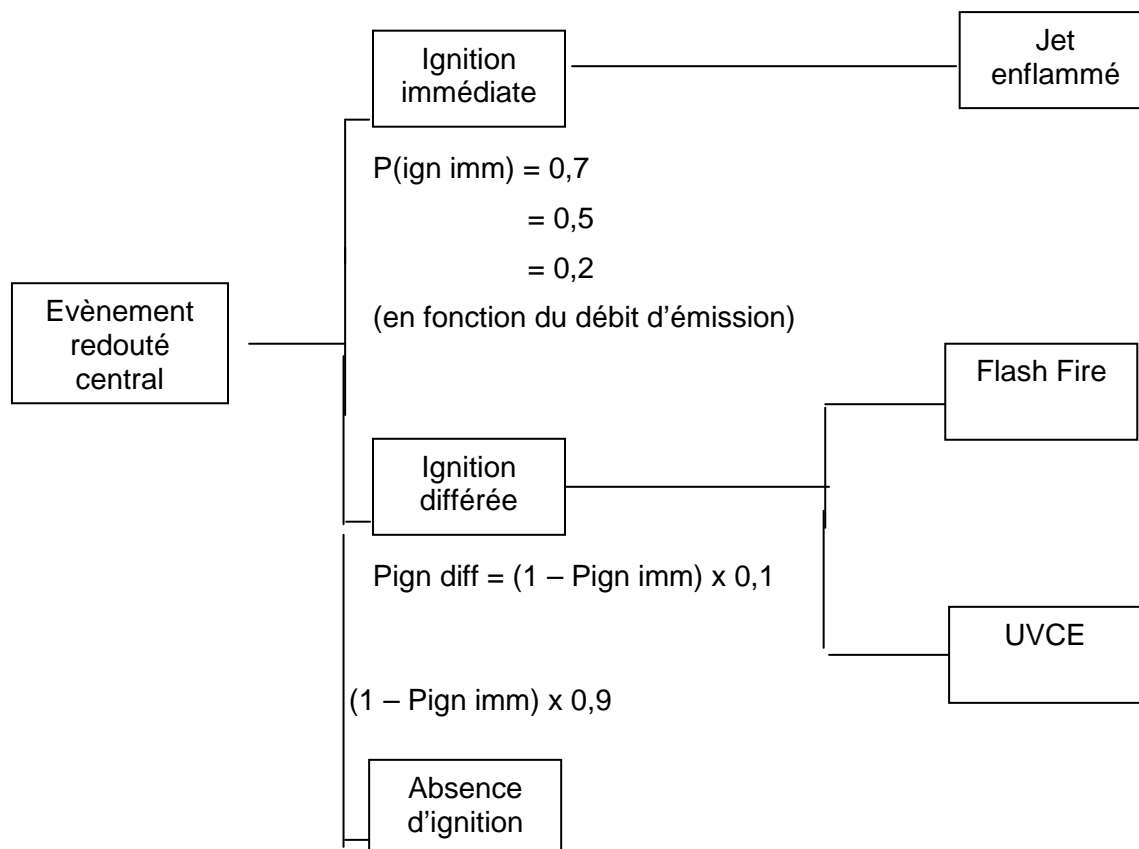 Ignition
immédiate
Jet
enflammé
P(ign imm) = 0,7
= 0,5
= 0,2
(en fonction du débit d’émission)
Evènement
redouté
central
Flash Fire
Ignition
différée
Pign diff = (1 – Pign imm) x 0,1
UVCE
(1 – Pign imm) x 0,9
Absence
d’ignition